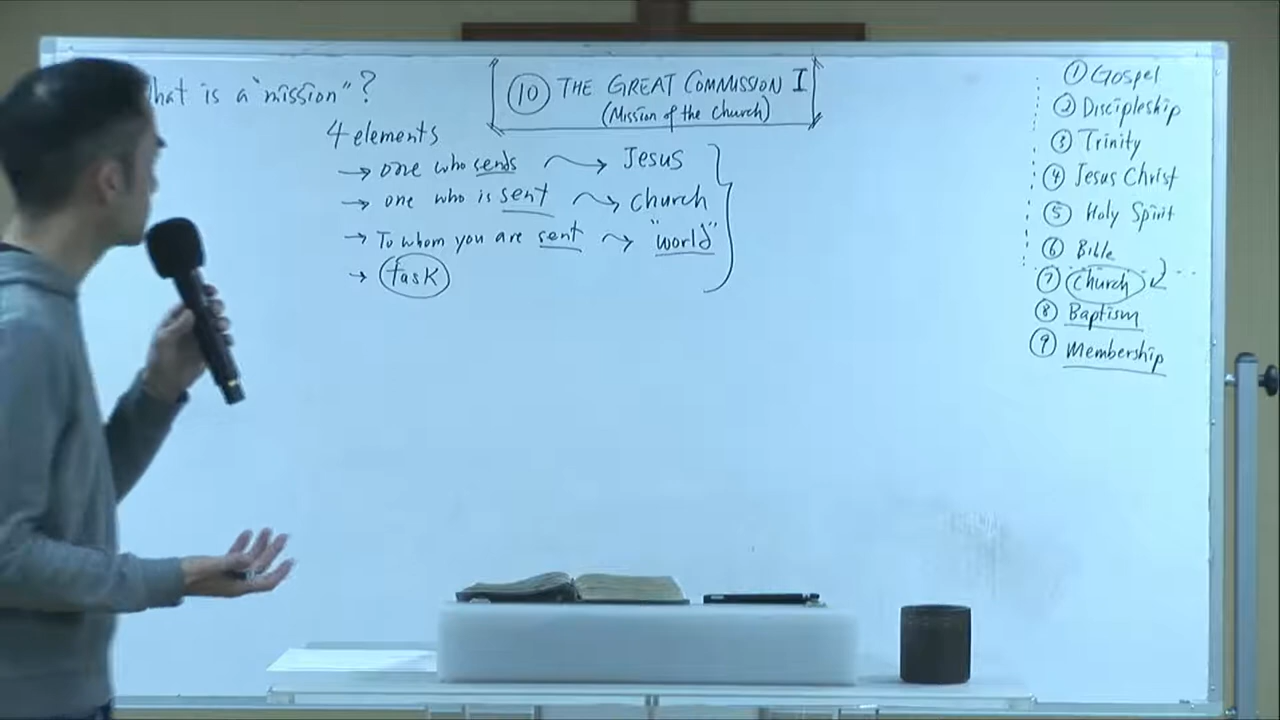 hat is a "mission"?
⑩ THE GREAT COMMISSION I
(Mission of the Church)
4 elements
→ one who sends → Jesus
→ one who is sent → church
→ To whom you are sent → "world"
→ task
① Gospel
② Discipleship
③ Trinity
④ Jesus Christ
⑤ Holy Spirit
⑥ Bible
⑦ Church
⑧ Baptism
⑨ Membership